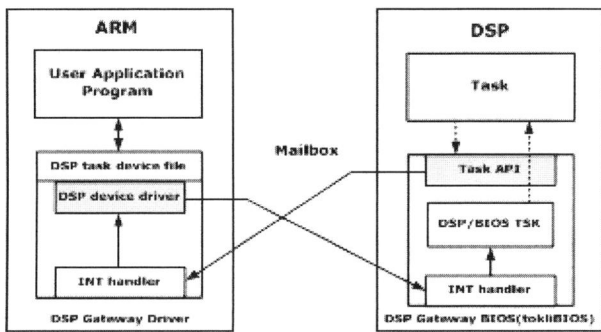 ARM
User Application
Program
DSP task device file
DSP device driver
INT handler
DSP Gateway Driver
Mailbox
DSP
Task
Task API
DSP/BIOS TSK
INT handler
DSP Gateway BIOS(tokliBIOS)